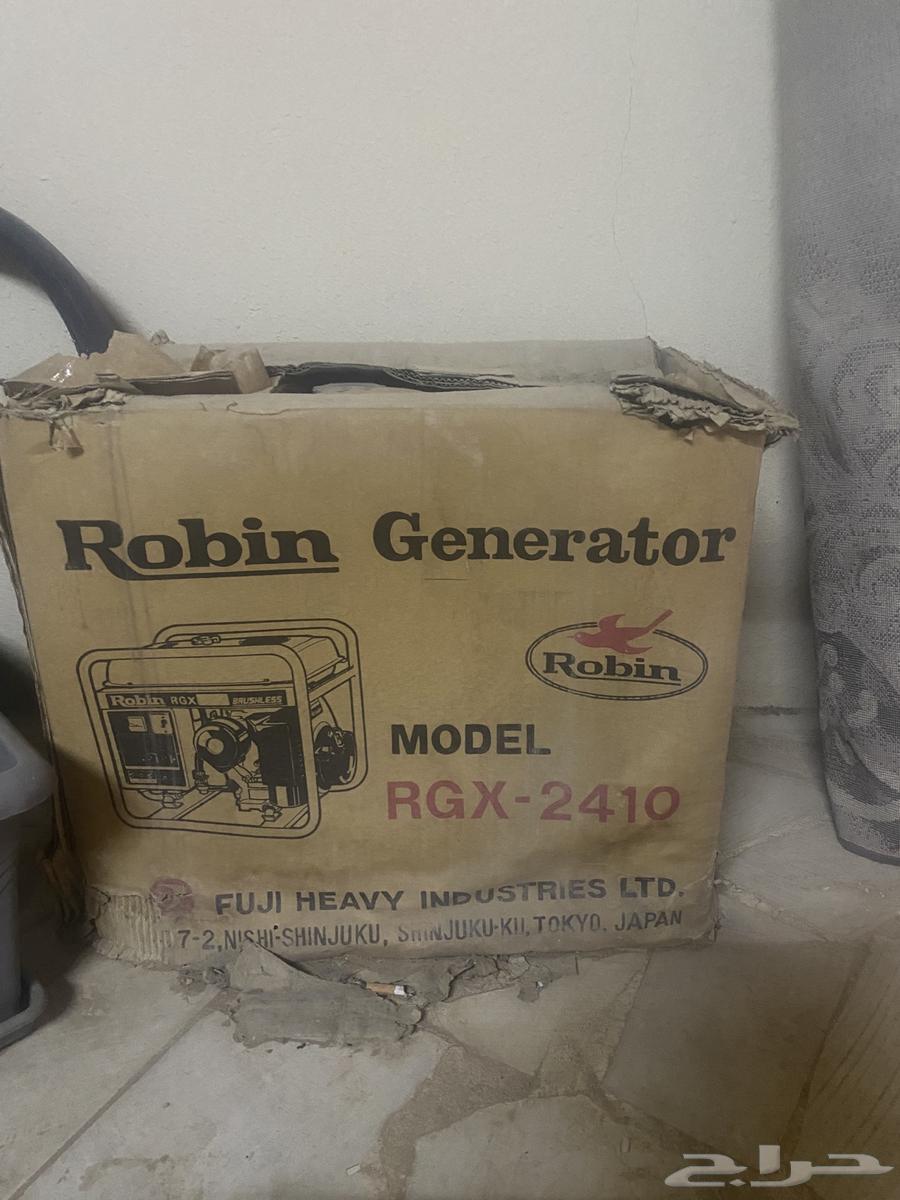 Robin Generator
Robin RGX BRUSHLESS
Robin
MODEL
RGX-2410
FUJI HEAVY INDUSTRIES LTD.
7-2, NISHI-SHINJUKU, SHINJUKU-KU, TOKYO, JAPAN
حراج